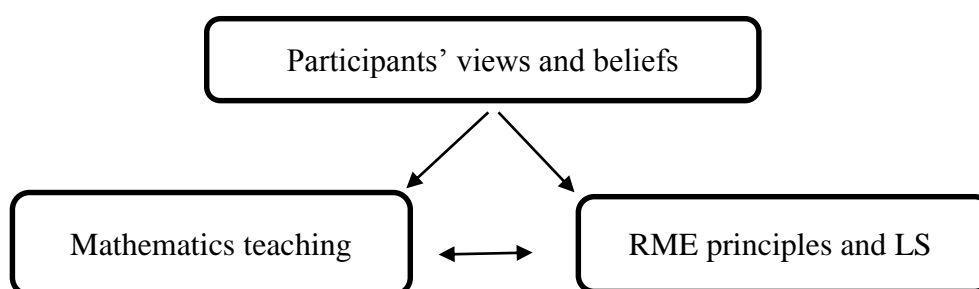 Participants’ views and beliefs
Mathematics teaching
RME principles and LS